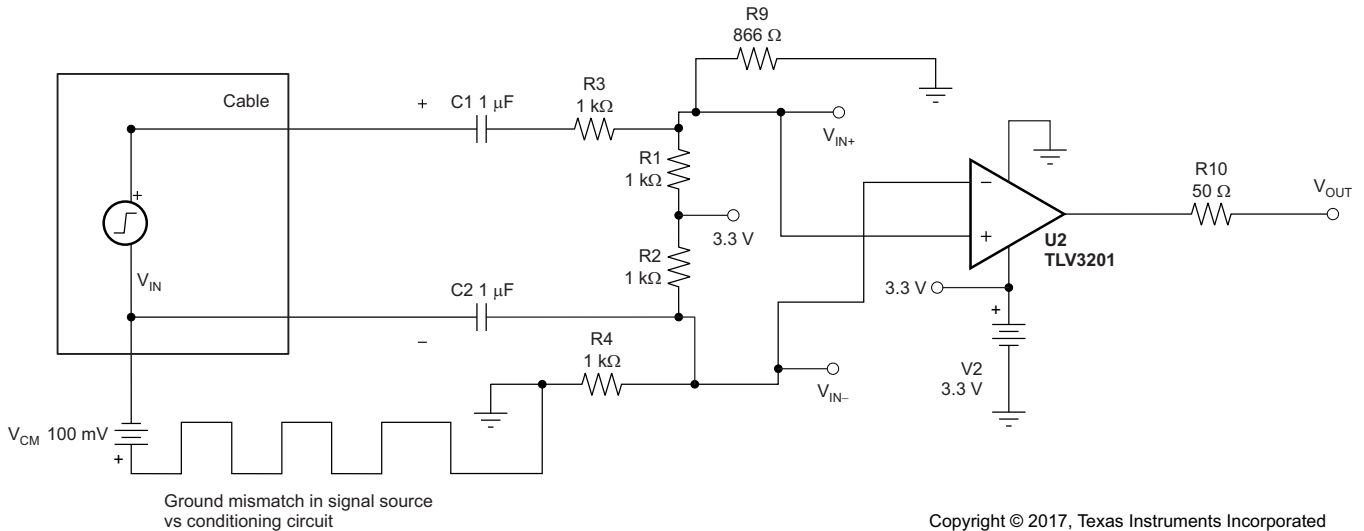 R9
866 Ω
Cable
+
C1 1 µF
R3
1 kΩ
VIN+
R1
1 kΩ
3.3 V
R10
50 Ω
VOUT
+
−
+
U2
TLV3201
R2
1 kΩ
VIN
C2 1 µF
−
3.3 V
+
R4
1 kΩ
V2
3.3 V
VIN−
VCM 100 mV
+
Ground mismatch in signal source
vs conditioning circuit
Copyright © 2017, Texas Instruments Incorporated